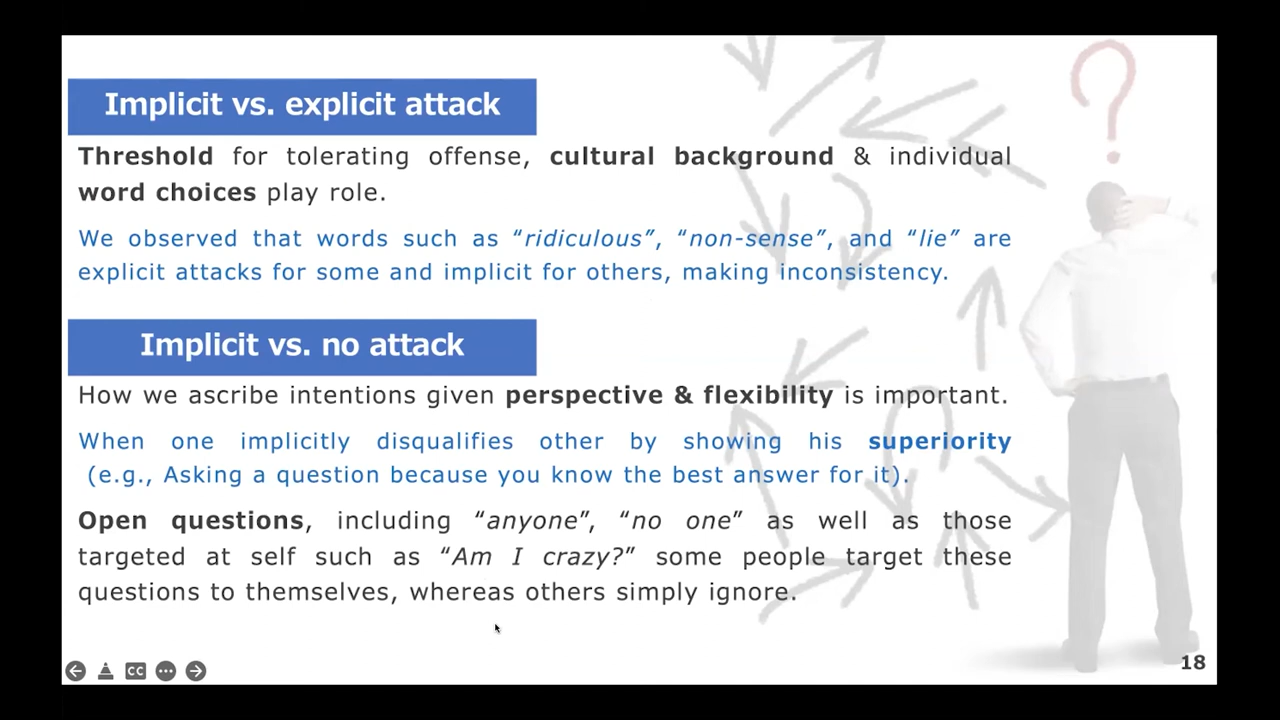 Implicit vs. explicit attack
Threshold for tolerating offense, cultural background & individual
word choices play role.
We observed that words such as “ridiculous”, “non-sense”, and “lie” are
explicit attacks for some and implicit for others, making inconsistency.
Implicit vs. no attack
How we ascribe intentions given perspective & flexibility is important.
When one implicitly disqualifies other by showing his superiority
(e.g., Asking a question because you know the best answer for it).
Open questions, including “anyone”, “no one” as well as those
targeted at self such as “Am I crazy?” some people target these
questions to themselves, whereas others simply ignore.
CC
18